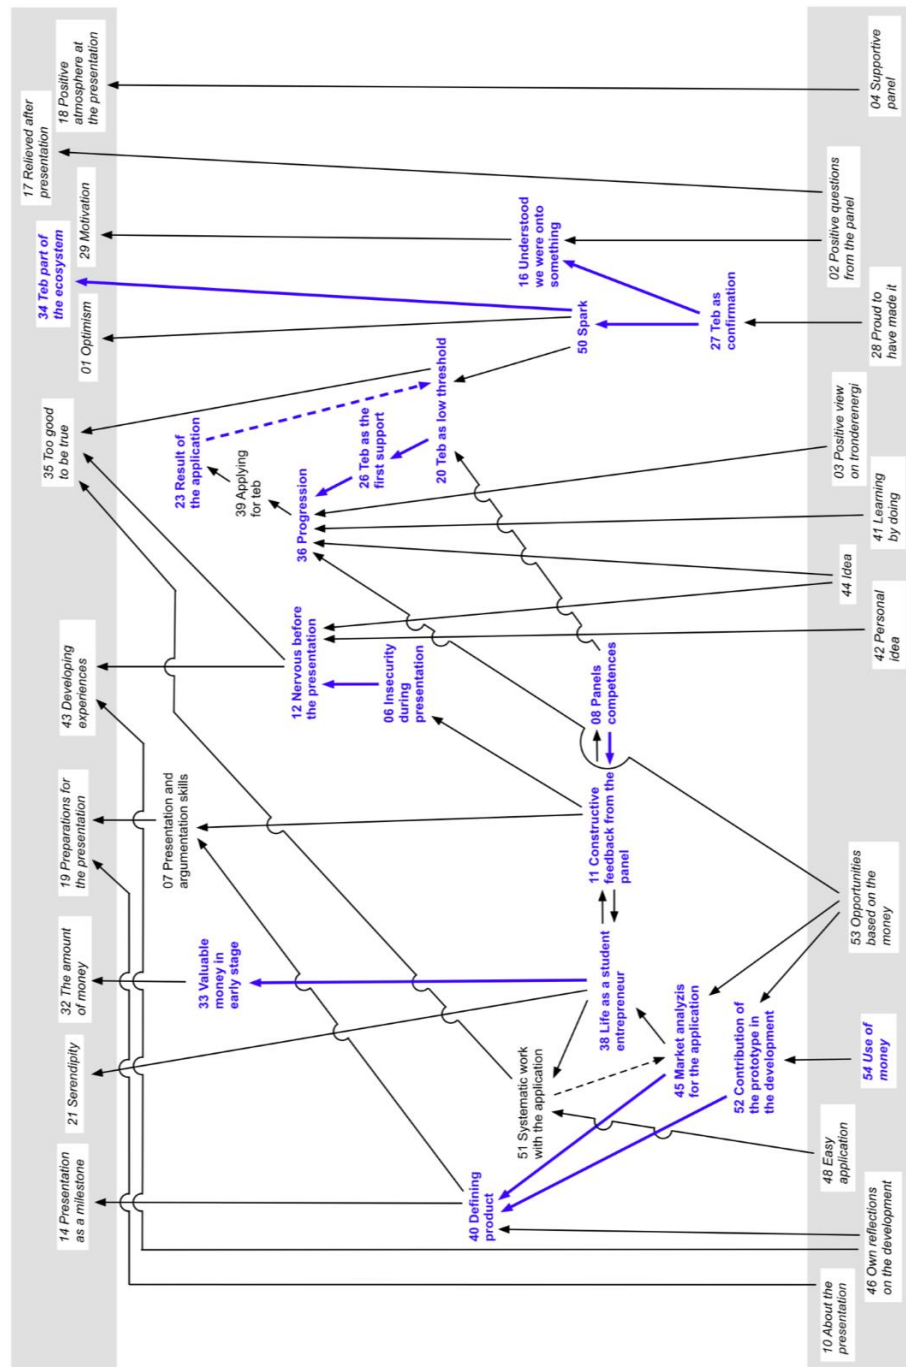 14 Presentation
as a milestone
21 Serendipity
32 The amount
of money
19 Preparations for
the presentation
43 Developing
experiences
35 Too good
to be true
01 Optimism
34 Teb part of
the ecosystem
29 Motivation
17 Relieved after
presentation
18 Positive
atmosphere at
the presentation
33 Valuable
money in
early stage
07 Presentation and
argumentation skills
23 Result of
the application
39 Applying
for teb
12 Nervous before
the presentation
36 Progression
06 Insecurity
during
presentation
26 Teb as the
first support
20 Teb as low threshold
40 Defining
product
51 Systematic work
with the application
16 Understood
we were onto
something
50 Spark
38 Life as a student
entrepreneur
11 Constructive
feedback from the
panel
08 Panels
competences
45 Market analyzis
for the application
52 Contribution of
the prototype in
the development
27 Teb as
confirmation
10 About the
presentation
46 Own reflections
on the development
48 Easy
application
54 Use of
money
53 Opportunities
based on the
money
42 Personal
idea
44 Idea
41 Learning
by doing
03 Positive view
on tronderenergi
28 Proud to
have made it
02 Positive questions
from the panel
04 Supportive
panel